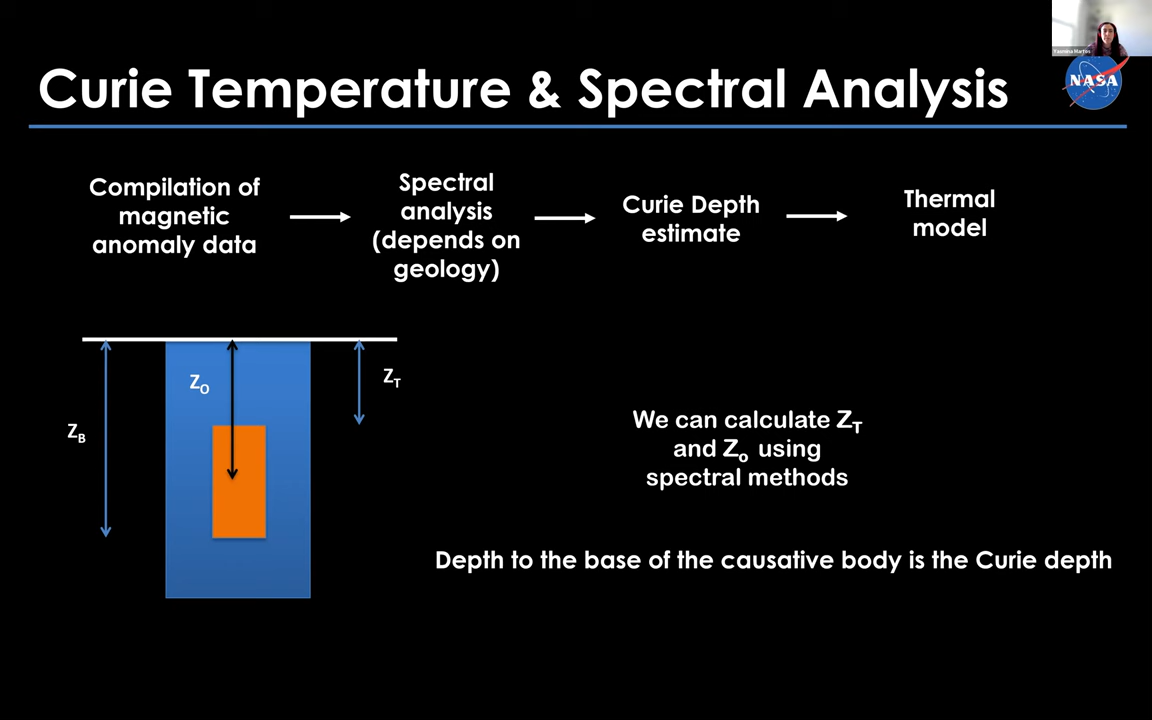 Yasmina Martos
NASA
Curie Temperature & Spectral Analysis
Compilation of
magnetic
anomaly data
Spectral
analysis
(depends on
geology)
Curie Depth
estimate
Thermal
model
Z_B
Z_O
Z_T
We can calculate Z_T
and Z_o using
spectral methods
Depth to the base of the causative body is the Curie depth